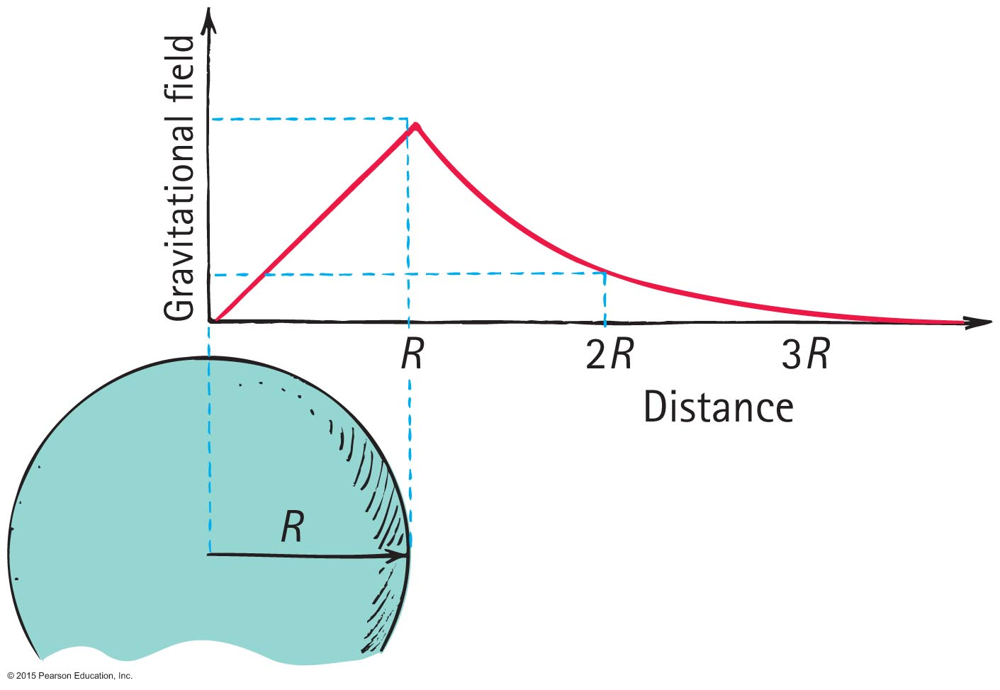 Gravitational field
R
2R
3R
Distance
R
© 2015 Pearson Education, Inc.